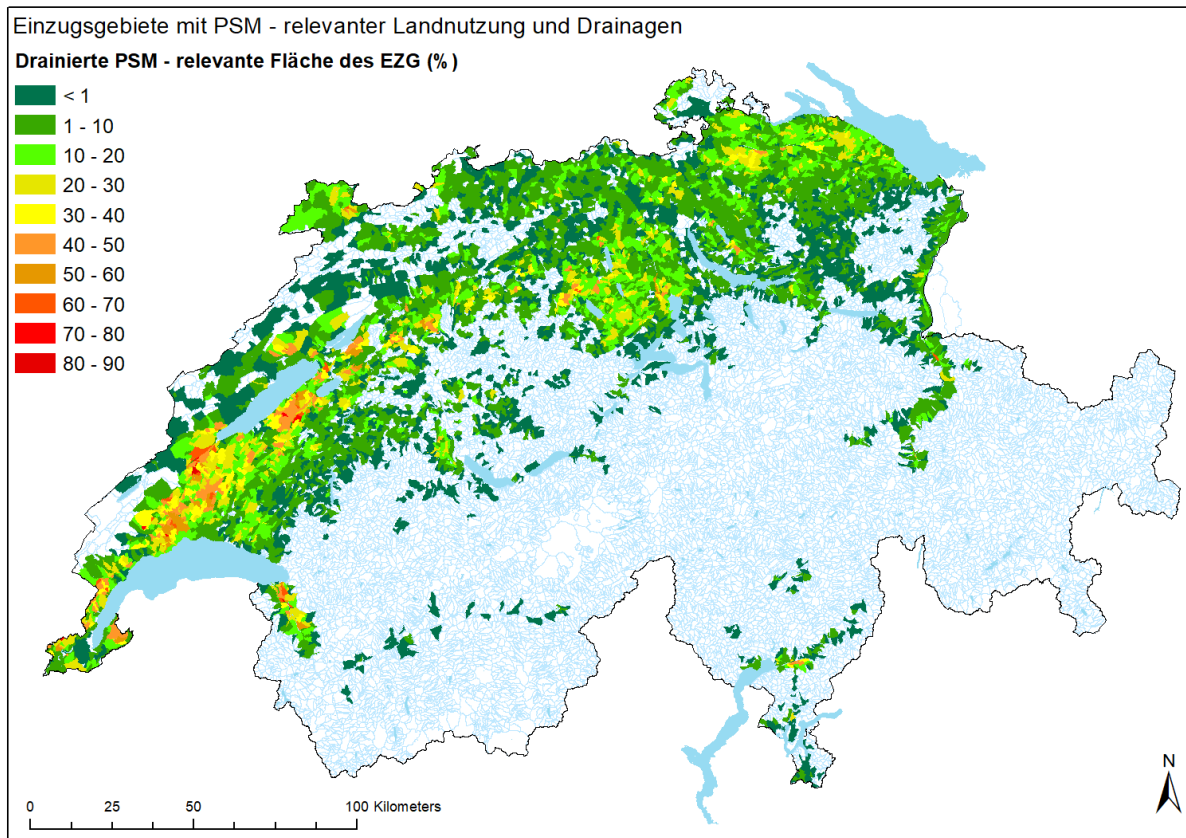 Einzugsgebiete mit PSM - relevanter Landnutzung und Drainagen
Drainierte PSM - relevante Fläche des EZG (%)
< 1
1 - 10
10 - 20
20 - 30
30 - 40
40 - 50
50 - 60
60 - 70
70 - 80
80 - 90
N
0 25 50 100 Kilometers